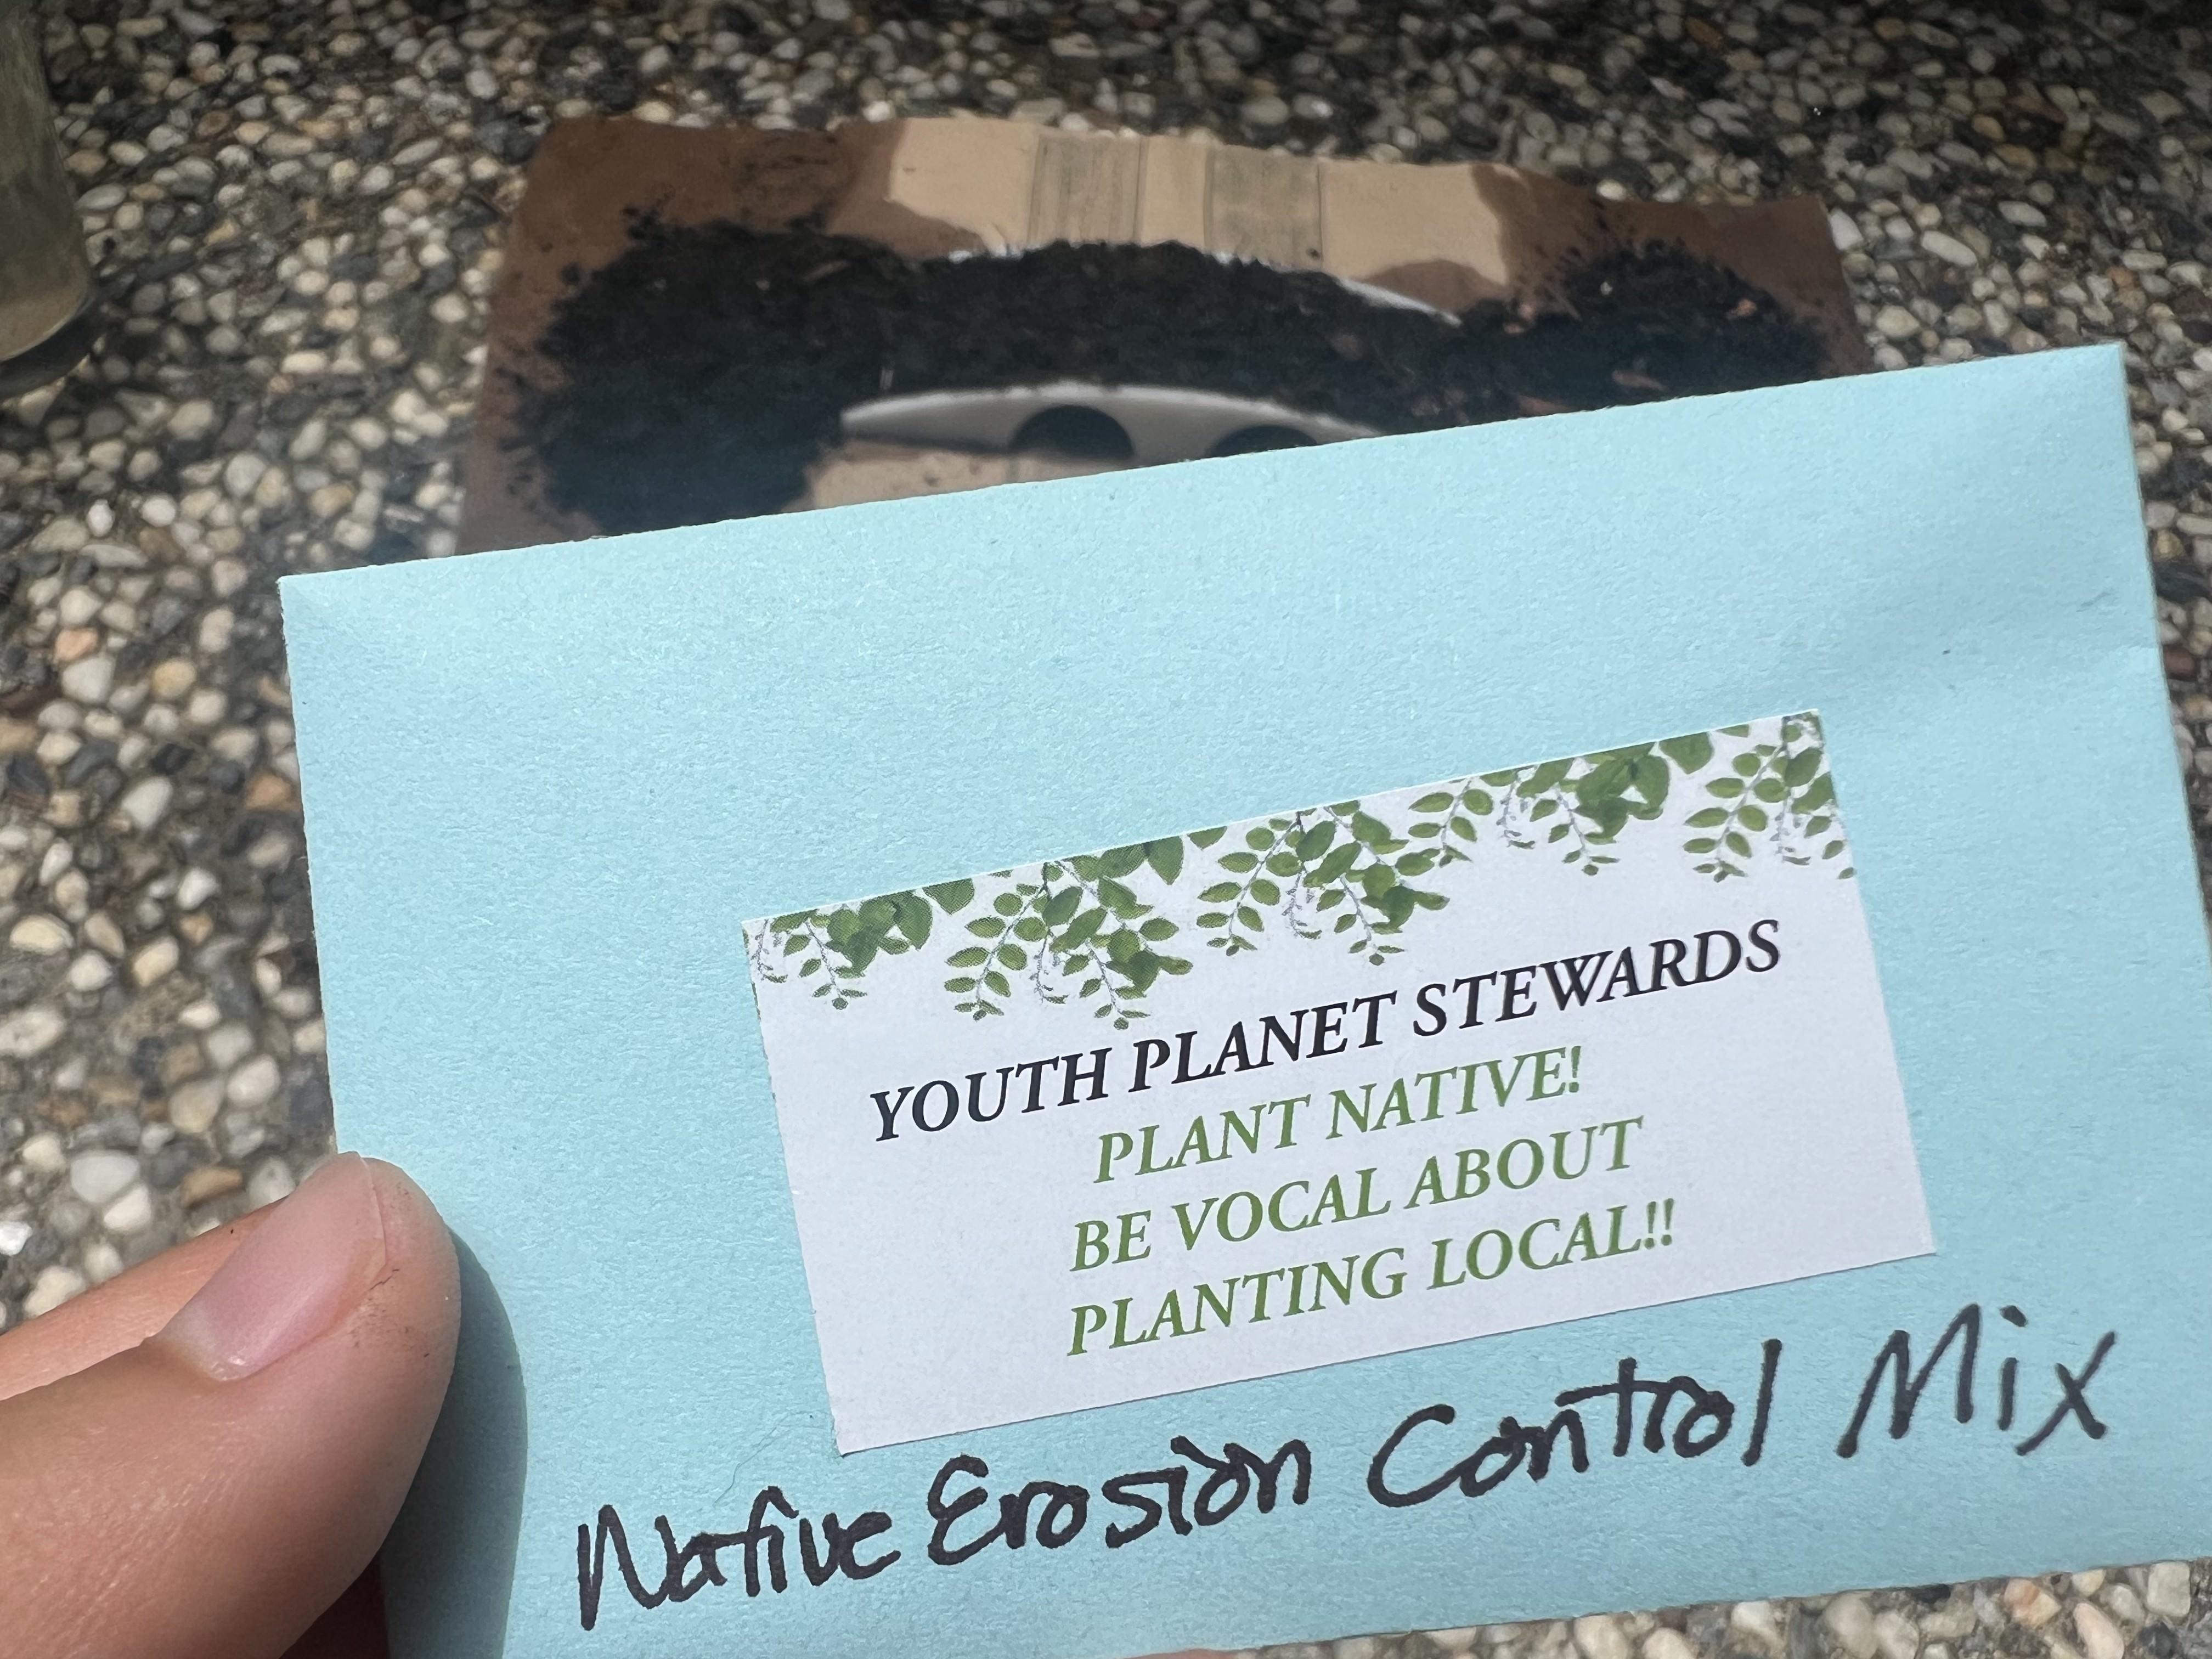 YOUTH PLANET STEWARDS
PLANT NATIVE!
BE VOCAL ABOUT
PLANTING LOCAL!!
Native Erosion Control Mix